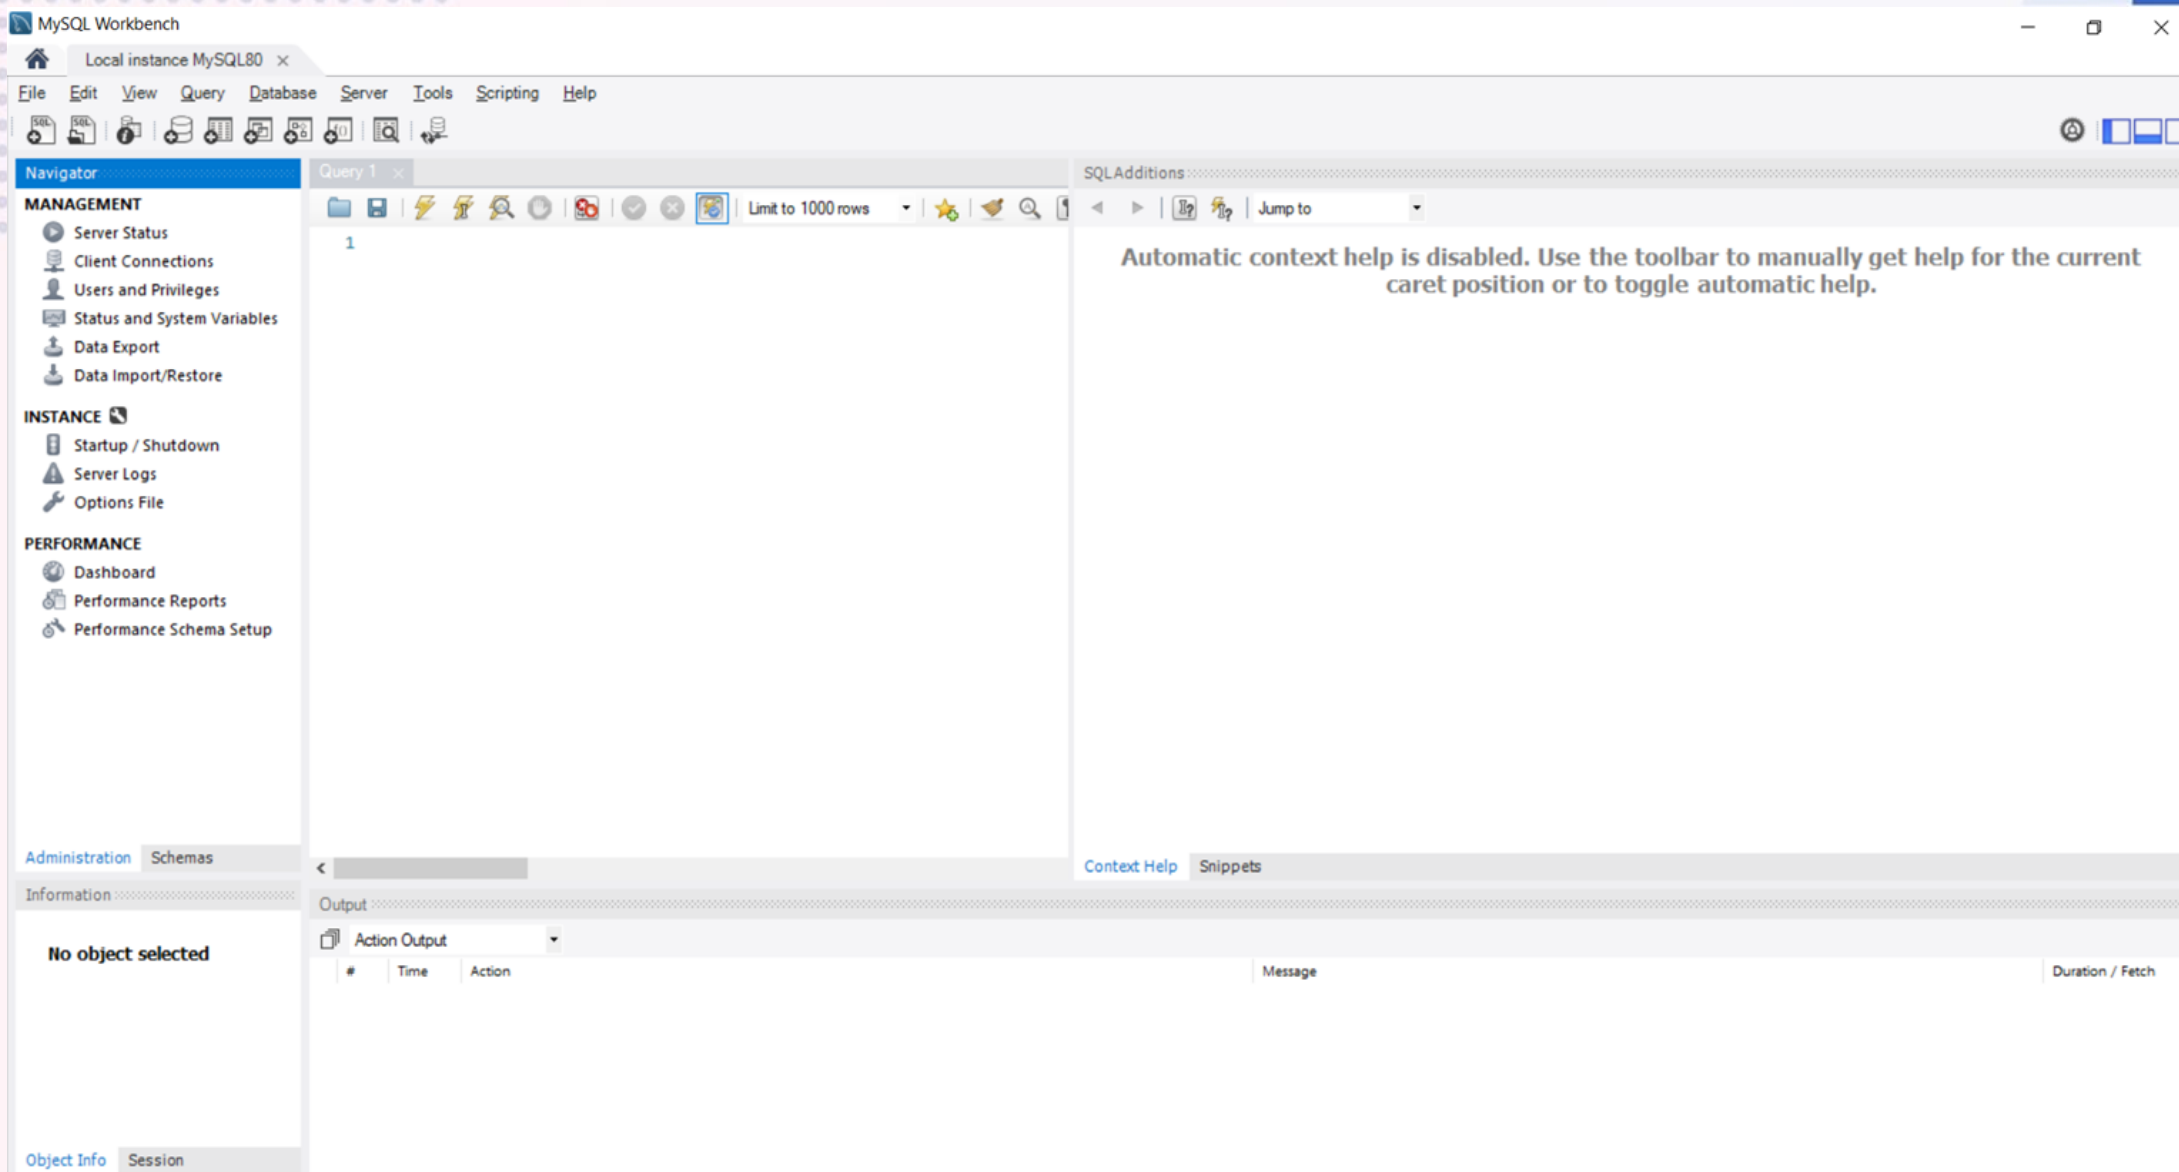 MySQL Workbench
Local instance MySQL80
File Edit View Query Database Server Tools Scripting Help
Navigator
MANAGEMENT
Server Status
Client Connections
Users and Privileges
Status and System Variables
Data Export
Data Import/Restore
INSTANCE
Startup / Shutdown
Server Logs
Options File
PERFORMANCE
Dashboard
Performance Reports
Performance Schema Setup
Administration Schemas
Information
No object selected
Object Info Session
Query 1
Limit to 1000 rows
1
SQLAdditions
Jump to
Automatic context help is disabled. Use the toolbar to manually get help for the current
caret position or to toggle automatic help.
Context Help Snippets
Output
Action Output
# Time Action Message Duration / Fetch